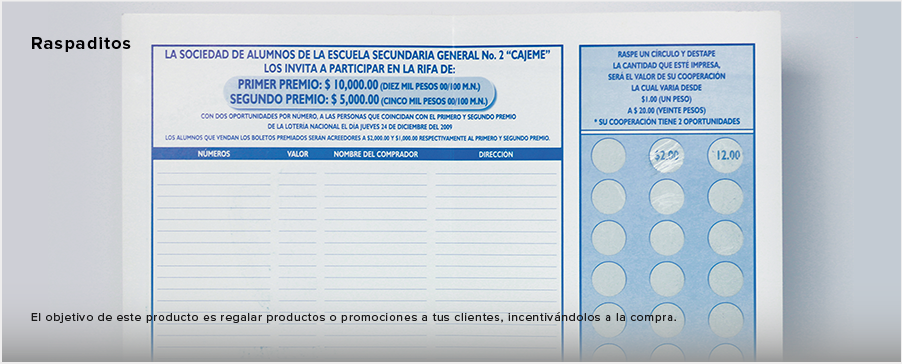 Raspaditos
LA SOCIEDAD DE ALUMNOS DE LA ESCUELA SECUNDARIA GENERAL No. 2 “CAJEME”
LOS INVITA A PARTICIPAR EN LA RIFA DE:
PRIMER PREMIO: $ 10,000.00 (DIEZ MIL PESOS 00/100 M.N.)
SEGUNDO PREMIO: $ 5,000.00 (CINCO MIL PESOS 00/100 M.N.)
CON DOS OPORTUNIDADES POR NÚMERO, A LAS PERSONAS QUE COINCIDAN CON EL PRIMERO Y SEGUNDO PREMIO
DE LA LOTERIA NACIONAL EL DÍA JUEVES 24 DE DICIEMBRE DEL 2009
LOS ALUMNOS QUE VENDAN LOS BOLETOS PREMIADOS SERAN ACREEDORES A $2,000.00 Y $1,000.00 RESPECTIVAMENTE AL PRIMERO Y SEGUNDO PREMIO.
NÚMEROS VALOR NOMBRE DEL COMPRADOR DIRECCIÓN
RASPE UN CÍRCULO Y DESTAPE
LA CANTIDAD QUE ESTÉ IMPRESA,
SERÁ EL VALOR DE SU COOPERACIÓN
LA CUAL VARIA DESDE
$1.00 (UN PESO)
A $ 20.00 (VEINTE PESOS)
* SU COOPERACIÓN TIENE 2 OPORTUNIDADES
$2.00 12.00
El objetivo de este producto es regalar productos o promociones a tus clientes, incentivándolos a la compra.